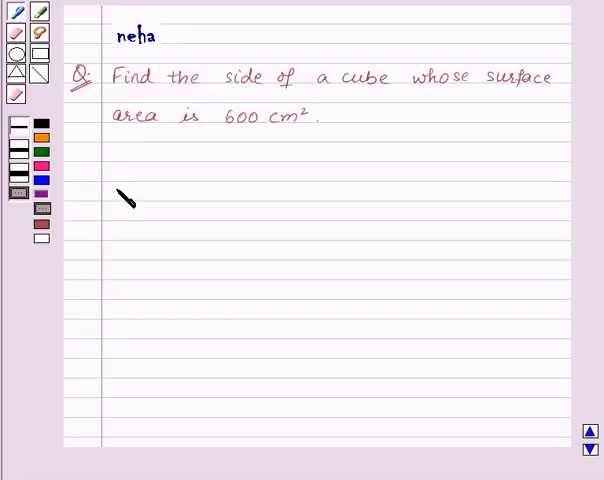 neha
Q. Find the side of a cube whose surface
area is 600 cm².